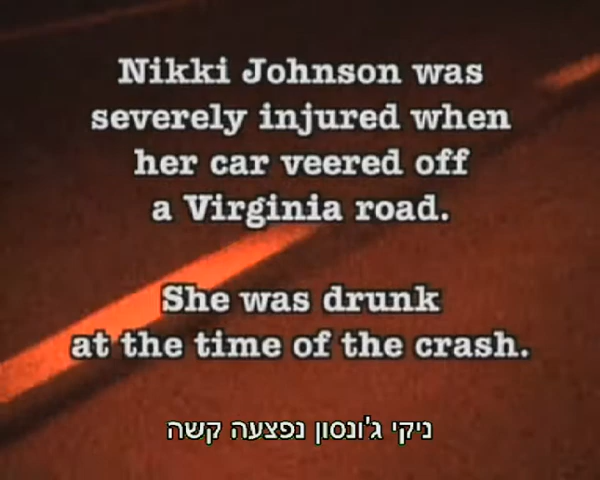 Nikki Johnson was
severely injured when
her car veered off
a Virginia road.
She was drunk
at the time of the crash.
ניקי ג'ונסון נפצעה קשה